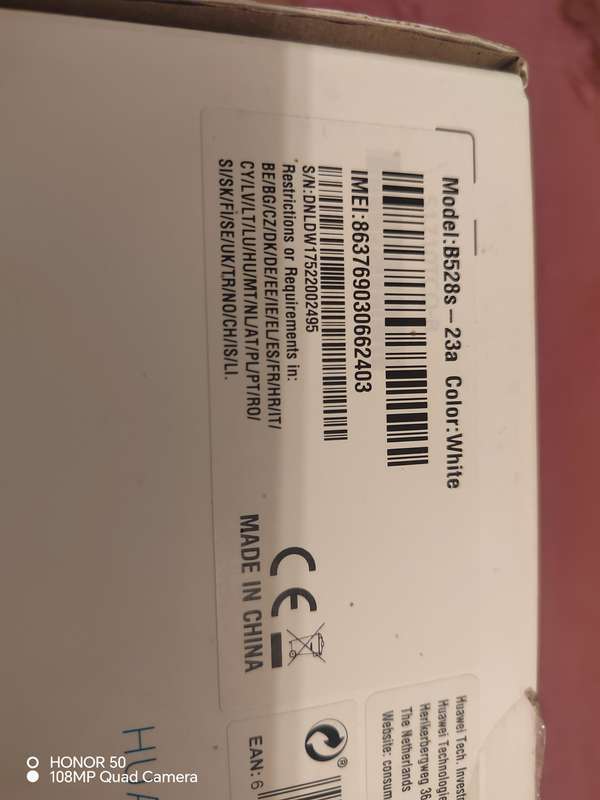 Model:B528s-23a Color:White
IMEI:863769030662403
S/N:DNLDW17522002495
Restrictions or Requirements in:
BE/BG/CZ/DK/DE/EE/IE/EL/ES/FR/HR/IT/
CY/LV/LT/LU/HU/MT/NL/AT/PL/PT/RO/
SI/SK/FI/SE/UK/TR/NO/CH/IS/LI.
CE
MADE IN CHINA
Huawei Tech. Invest
Huawei Technologie
Herikerbergweg 36
The Netherlands
Website: consum
EAN: 6
HUA
HONOR 50
108MP Quad Camera